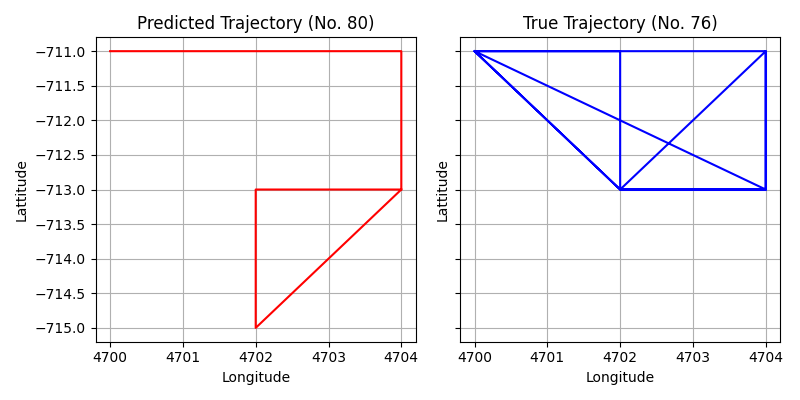 Predicted Trajectory (No. 80)
True Trajectory (No. 76)
−711.0
−711.5
−712.0
−712.5
−713.0
−713.5
−714.0
−714.5
−715.0
Lattitude
Lattitude
4700 4701 4702 4703 4704
4700 4701 4702 4703 4704
Longitude
Longitude